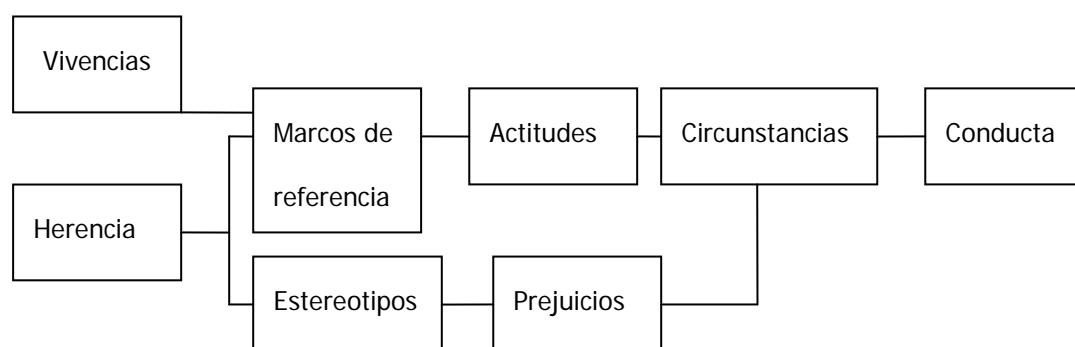 Vivencias
Marcos de
referencia
Actitudes
Circunstancias
Conducta
Herencia
Estereotipos
Prejuicios